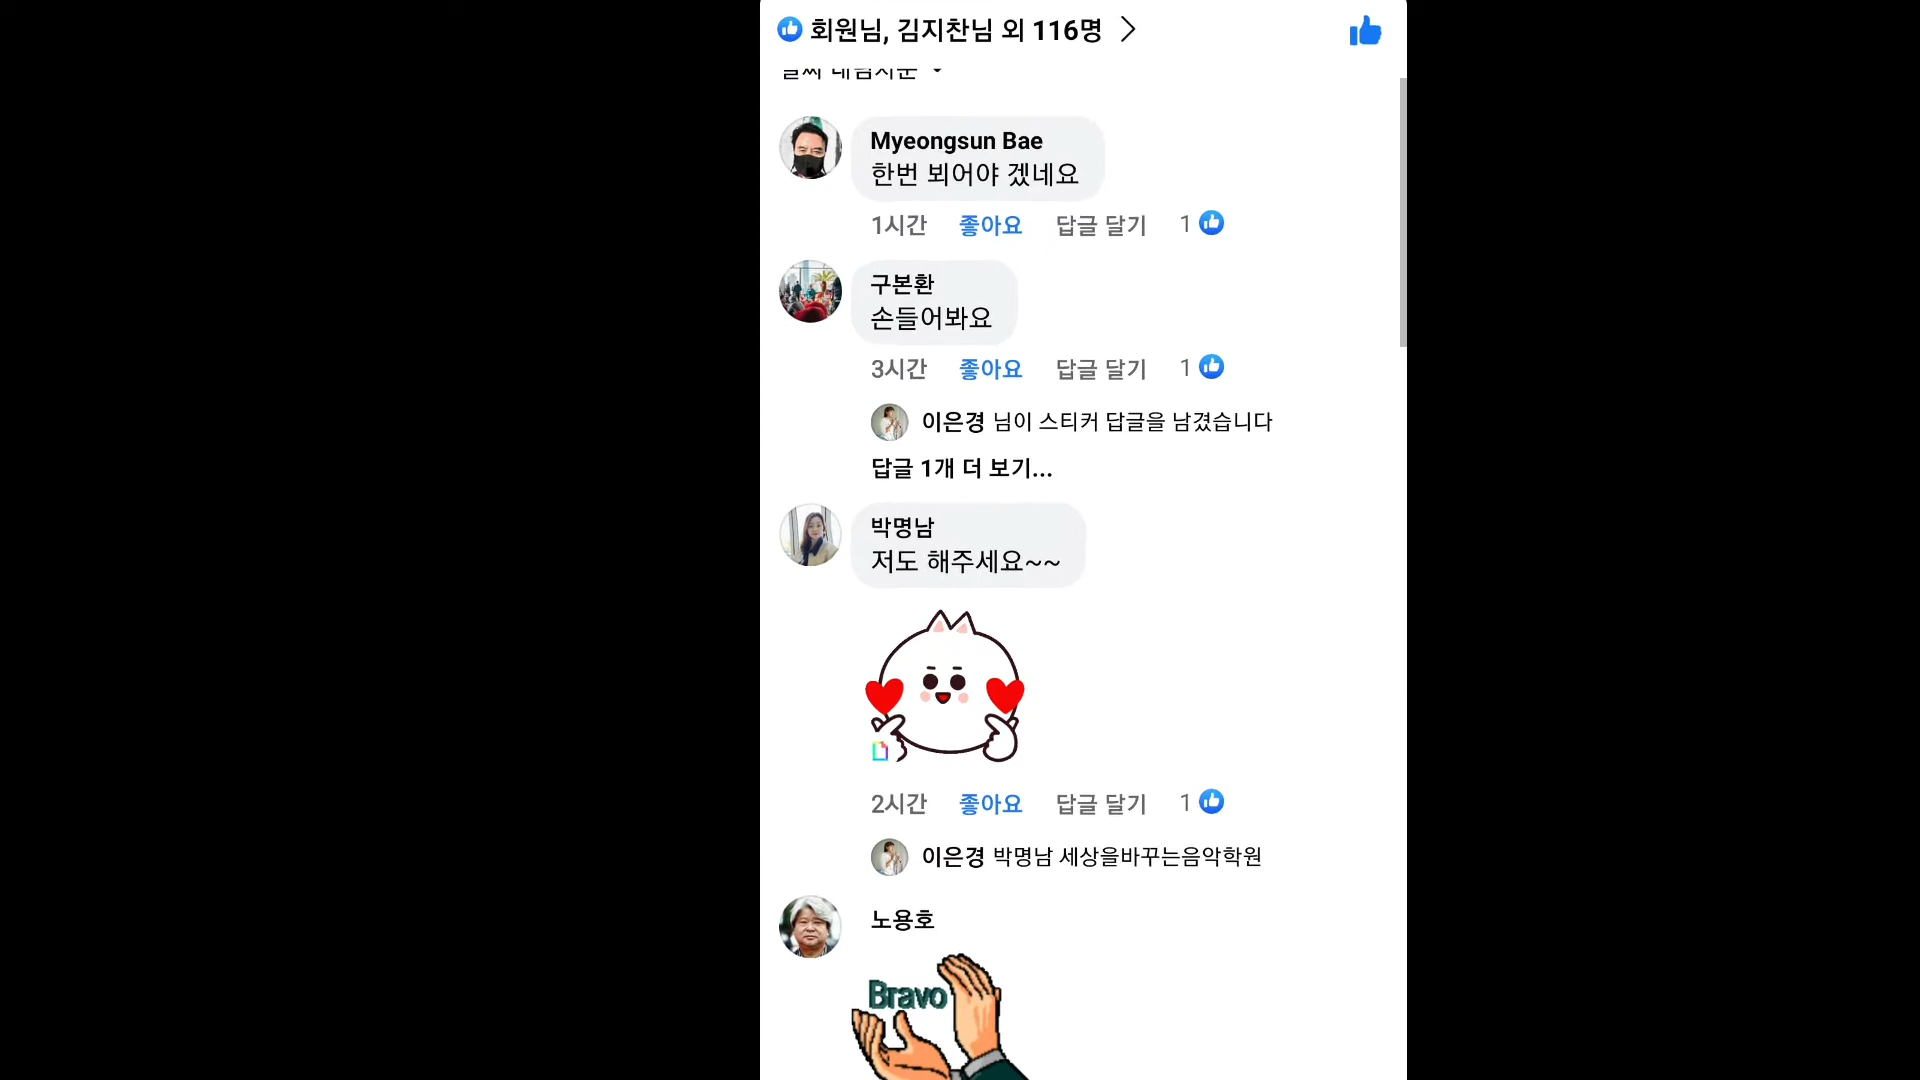 회원님, 김지찬님 외 116명
Myeongsun Bae
한번 뵈어야 겠네요
1시간 좋아요 답글 달기 1
구본환
손들어봐요
3시간 좋아요 답글 달기 1
이은경 님이 스티커 답글을 남겼습니다
답글 1개 더 보기...
박명남
저도 해주세요~~
2시간 좋아요 답글 달기 1
이은경 박명남 세상을바꾸는음악학원
노용호
Bravo